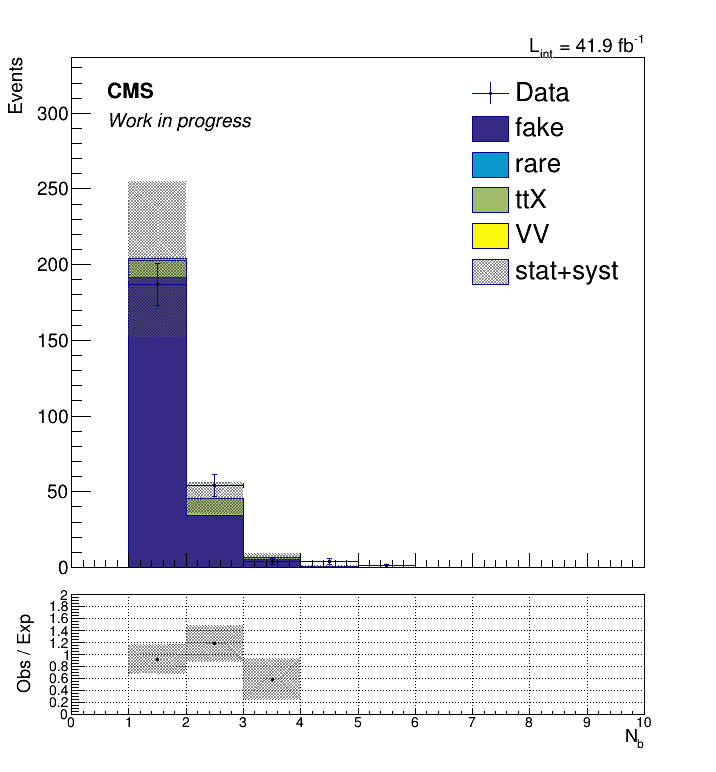 L_int = 41.9 fb^-1
Events
CMS
Work in progress
Data
fake
rare
ttX
VV
stat+syst
300
250
200
150
100
50
0
Obs / Exp
2
1.8
1.6
1.4
1.2
1
0.8
0.6
0.4
0.2
0
0 1 2 3 4 5 6 7 8 9 10
N_b